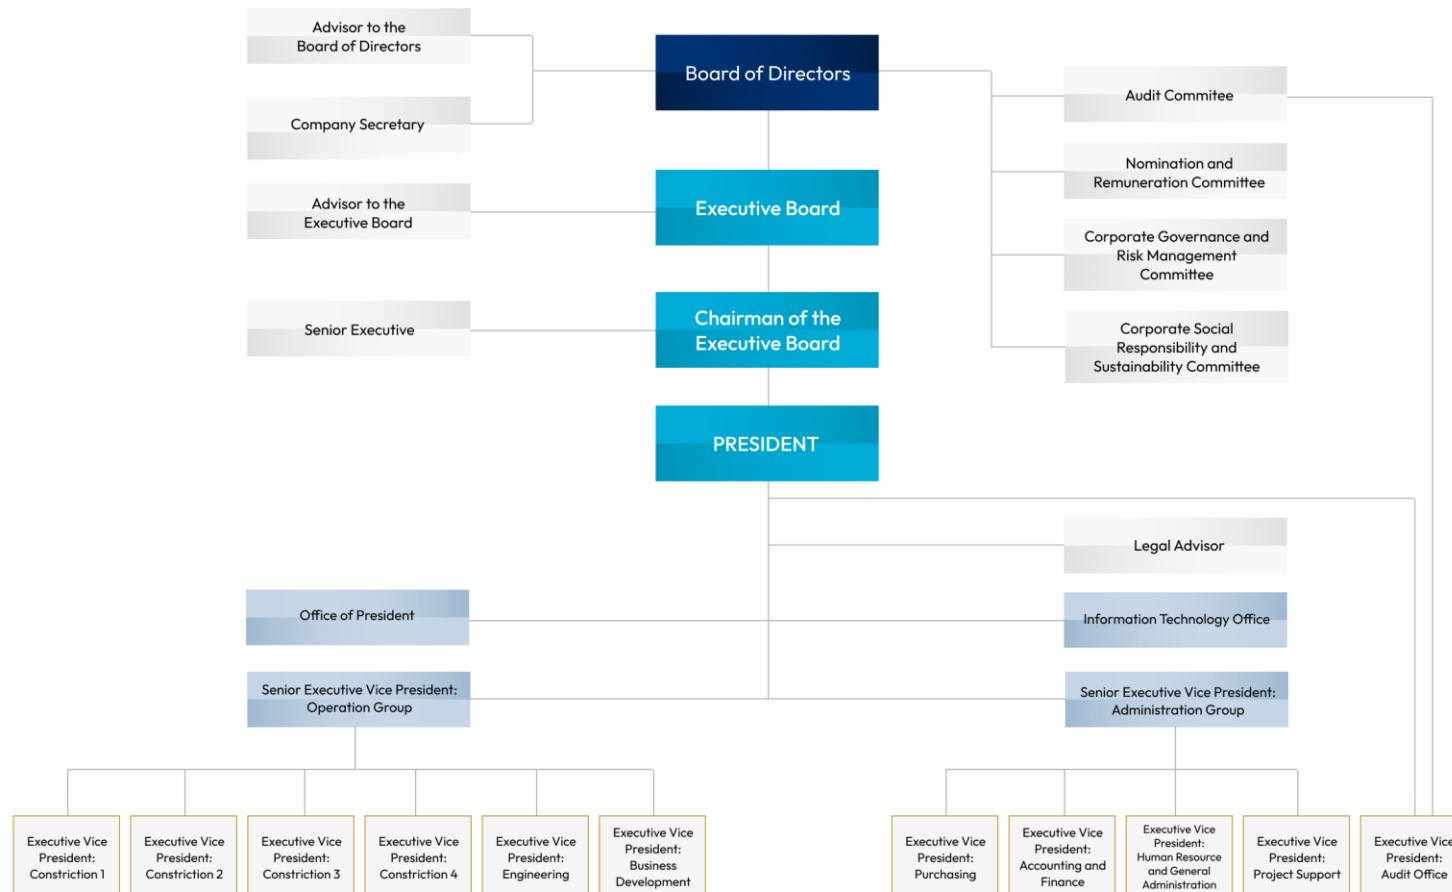 Advisor to the
Board of Directors
Company Secretary
Advisor to the
Executive Board
Senior Executive
Board of Directors
Executive Board
Chairman of the
Executive Board
PRESIDENT
Audit Commitee
Nomination and
Remuneration Committee
Corporate Governance and
Risk Management
Committee
Corporate Social
Responsibility and
Sustainability Committee
Legal Advisor
Office of President
Information Technology Office
Senior Executive Vice President:
Operation Group
Senior Executive Vice President:
Administration Group
Executive Vice
President:
Constriction 1
Executive Vice
President:
Constriction 2
Executive Vice
President:
Constriction 3
Executive Vice
President:
Constriction 4
Executive Vice
President:
Engineering
Executive Vice
President:
Business
Development
Executive Vice
President:
Purchasing
Executive Vice
President:
Accounting and
Finance
Executive Vice
President:
Human Resource
and General
Administration
Executive Vice
President:
Project Support
Executive Vice
President:
Audit Office